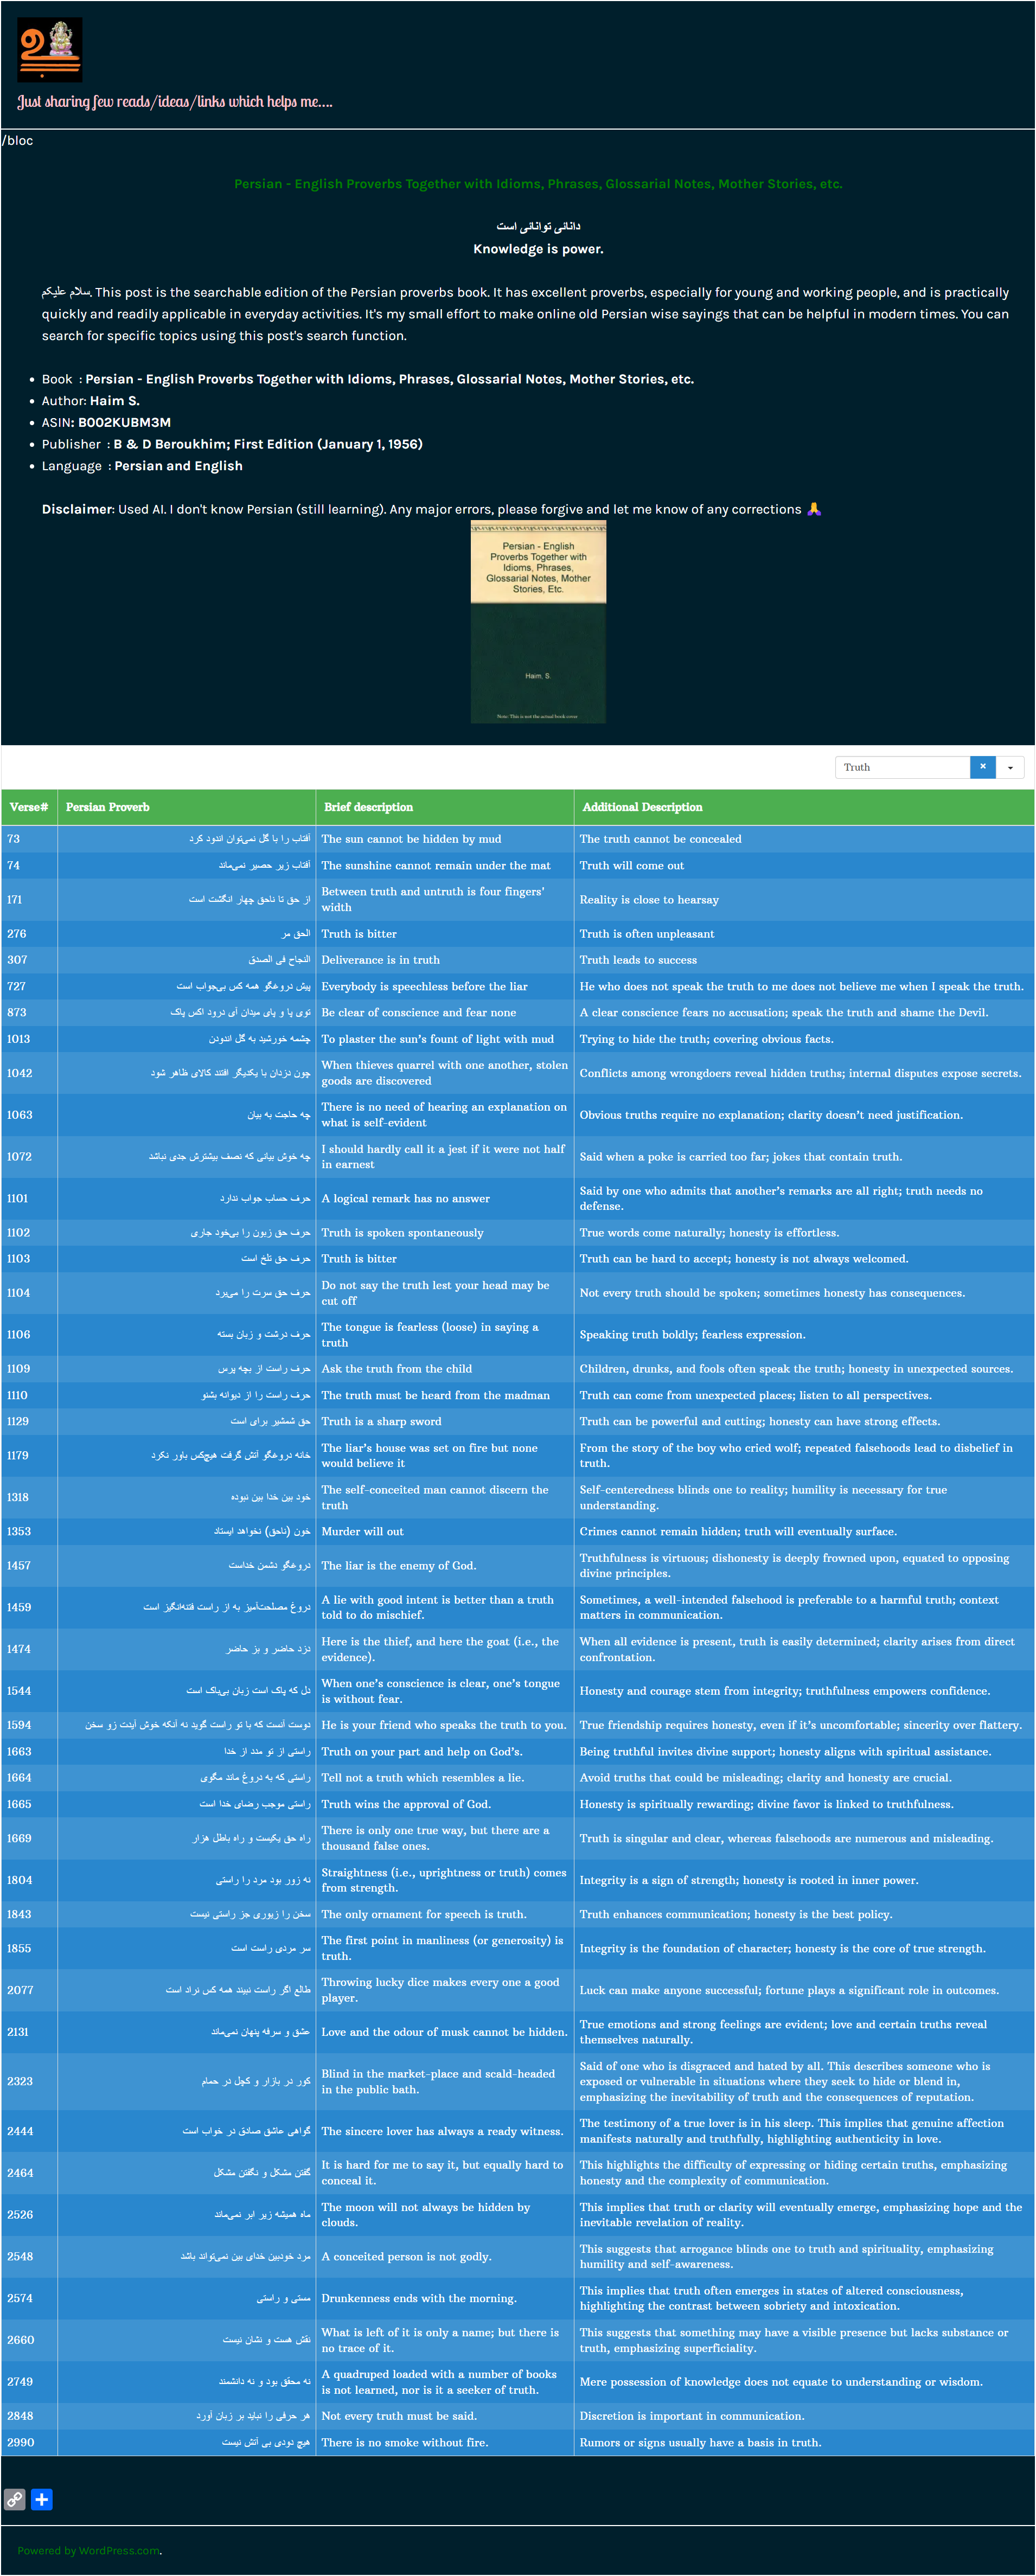 உ
Just sharing few reads/ideas/links which helps me....
/bloc
Persian - English Proverbs Together with Idioms, Phrases, Glossarial Notes, Mother Stories, etc.
دانائی توانائی است
Knowledge is power.
سلام علیکم. This post is the searchable edition of the Persian proverbs book. It has excellent proverbs, especially for young and working people, and is practically
quickly and readily applicable in everyday activities. It's my small effort to make online old Persian wise sayings that can be helpful in modern times. You can
search for specific topics using this post's search function.
• Book : Persian - English Proverbs Together with Idioms, Phrases, Glossarial Notes, Mother Stories, etc.
• Author: Haim S.
• ASIN: B002KUBM3M
• Publisher : B & D Beroukhim; First Edition (January 1, 1956)
• Language : Persian and English
Disclaimer: Used AI. I don't know Persian (still learning). Any major errors, please forgive and let me know of any corrections 🙏
Persian - English
Proverbs Together with
Idioms, Phrases,
Glossarial Notes, Mother
Stories, Etc.
Haim, S.
Note: This is not the actual book cover
Truth
Verse# Persian Proverb Brief description Additional Description
73 آفتاب را با گل نمی‌توان اندود کرد The sun cannot be hidden by mud The truth cannot be concealed
74 آفتاب زیر حصیر نمی‌ماند The sunshine cannot remain under the mat Truth will come out
171 از حق تا ناحق چهار انگشت است Between truth and untruth is four fingers' Reality is close to hearsay
width
276 الحق مر Truth is bitter Truth is often unpleasant
307 النجاح فی الصدق Deliverance is in truth Truth leads to success
727 پیش دروغگو همه کس بی‌جواب است Everybody is speechless before the liar He who does not speak the truth to me does not believe me when I speak the truth.
873 توی پا و پای میدان آی درود اکس پاک Be clear of conscience and fear none A clear conscience fears no accusation; speak the truth and shame the Devil.
1013 چشمه خورشید به گل اندودن To plaster the sun's fount of light with mud Trying to hide the truth; covering obvious facts.
1042 چون دزدان با یکدیگر افتند کالای ظاهر شود When thieves quarrel with one another, stolen Conflicts among wrongdoers reveal hidden truths; internal disputes expose secrets.
goods are discovered
1063 چه حاجت به بیان There is no need of hearing an explanation on Obvious truths require no explanation; clarity doesn't need justification.
what is self-evident
1072 چه خوش بیانی که نصف بیشترش جدی نباشد I should hardly call it a jest if it were not half Said when a poke is carried too far; jokes that contain truth.
in earnest
1101 حرف حساب جواب ندارد A logical remark has no answer Said by one who admits that another's remarks are all right; truth needs no
defense.
1102 حرف حق زبون را بی‌خود جاری Truth is spoken spontaneously True words come naturally; honesty is effortless.
1103 حرف حق تلخ است Truth is bitter Truth can be hard to accept; honesty is not always welcomed.
1104 حرف حق سرت را می‌برد Do not say the truth lest your head may be Not every truth should be spoken; sometimes honesty has consequences.
cut off
1106 حرف درشت و زبان بسته The tongue is fearless (loose) in saying a Speaking truth boldly; fearless expression.
truth
1109 حرف راست از بچه پرس Ask the truth from the child Children, drunks, and fools often speak the truth; honesty in unexpected sources.
1110 حرف راست را از دیوانه بشنو The truth must be heard from the madman Truth can come from unexpected places; listen to all perspectives.
1129 حق شمشیر برای است Truth is a sharp sword Truth can be powerful and cutting; honesty can have strong effects.
1179 خانه دروغگو آتش گرفت هیچ‌کس باور نکرد The liar's house was set on fire but none From the story of the boy who cried wolf; repeated falsehoods lead to disbelief in
would believe it truth.
1318 خود بین خدا بین نبوده The self-conceited man cannot discern the Self-centeredness blinds one to reality; humility is necessary for true
truth understanding.
1353 خون (ناحق) نخواهد ایستاد Murder will out Crimes cannot remain hidden; truth will eventually surface.
1457 دروغگو دشمن خداست The liar is the enemy of God. Truthfulness is virtuous; dishonesty is deeply frowned upon, equated to opposing
divine principles.
1459 دروغ مصلحت‌آمیز به از راست فتنه‌انگیز است A lie with good intent is better than a truth Sometimes, a well-intended falsehood is preferable to a harmful truth; context
told to do mischief. matters in communication.
1474 دزد حاضر و بز حاضر Here is the thief, and here the goat (i.e., the When all evidence is present, truth is easily determined; clarity arises from direct
evidence). confrontation.
1544 دل که پاک است زبان بی‌باک است When one's conscience is clear, one's tongue Honesty and courage stem from integrity; truthfulness empowers confidence.
is without fear.
1594 دوست آنست که با تو راست گوید نه آنکه خوش آیدت زو سخن He is your friend who speaks the truth to you. True friendship requires honesty, even if it's uncomfortable; sincerity over flattery.
1663 راستی از تو مدد از خدا Truth on your part and help on God's. Being truthful invites divine support; honesty aligns with spiritual assistance.
1664 راستی که به دروغ ماند مگوی Tell not a truth which resembles a lie. Avoid truths that could be misleading; clarity and honesty are crucial.
1665 راستی موجب رضای خدا است Truth wins the approval of God. Honesty is spiritually rewarding; divine favor is linked to truthfulness.
1669 راه حق یکیست و راه باطل هزار There is only one true way, but there are a Truth is singular and clear, whereas falsehoods are numerous and misleading.
thousand false ones.
1804 نه زور بود مرد را راستی Straightness (i.e., uprightness or truth) comes Integrity is a sign of strength; honesty is rooted in inner power.
from strength.
1843 سخن را زیوری جز راستی نیست The only ornament for speech is truth. Truth enhances communication; honesty is the best policy.
1855 سر مردی راست است The first point in manliness (or generosity) is Integrity is the foundation of character; honesty is the core of true strength.
truth.
2077 طالع اگر راست نبیند همه کس نراد است Throwing lucky dice makes every one a good Luck can make anyone successful; fortune plays a significant role in outcomes.
player.
2131 عشق و سرفه پنهان نمی‌ماند Love and the odour of musk cannot be hidden. True emotions and strong feelings are evident; love and certain truths reveal
themselves naturally.
2323 کور در بازار و کچل در حمام Blind in the market-place and scald-headed Said of one who is disgraced and hated by all. This describes someone who is
in the public bath. exposed or vulnerable in situations where they seek to hide or blend in,
emphasizing the inevitability of truth and the consequences of reputation.
2444 گواهی عاشق صادق در خواب است The sincere lover has always a ready witness. The testimony of a true lover is in his sleep. This implies that genuine affection
manifests naturally and truthfully, highlighting authenticity in love.
2464 گفتن مشکل و نگفتن مشکل It is hard for me to say it, but equally hard to This highlights the difficulty of expressing or hiding certain truths, emphasizing
conceal it. honesty and the complexity of communication.
2526 ماه همیشه زیر ابر نمی‌ماند The moon will not always be hidden by This implies that truth or clarity will eventually emerge, emphasizing hope and the
clouds. inevitable revelation of reality.
2548 مرد خودبین خدای بین نمی‌تواند باشد A conceited person is not godly. This suggests that arrogance blinds one to truth and spirituality, emphasizing
humility and self-awareness.
2574 مستی و راستی Drunkenness ends with the morning. This implies that truth often emerges in states of altered consciousness,
highlighting the contrast between sobriety and intoxication.
2660 نقش هست و نشان نیست What is left of it is only a name; but there is This suggests that something may have a visible presence but lacks substance or
no trace of it. truth, emphasizing superficiality.
2749 نه محقق بود و نه دانشمند A quadruped loaded with a number of books Mere possession of knowledge does not equate to understanding or wisdom.
is not learned, nor is it a seeker of truth.
2848 هر حرفی را نباید بر زبان آورد Not every truth must be said. Discretion is important in communication.
2990 هیچ دودی بی آتش نیست There is no smoke without fire. Rumors or signs usually have a basis in truth.
Powered by WordPress.com.